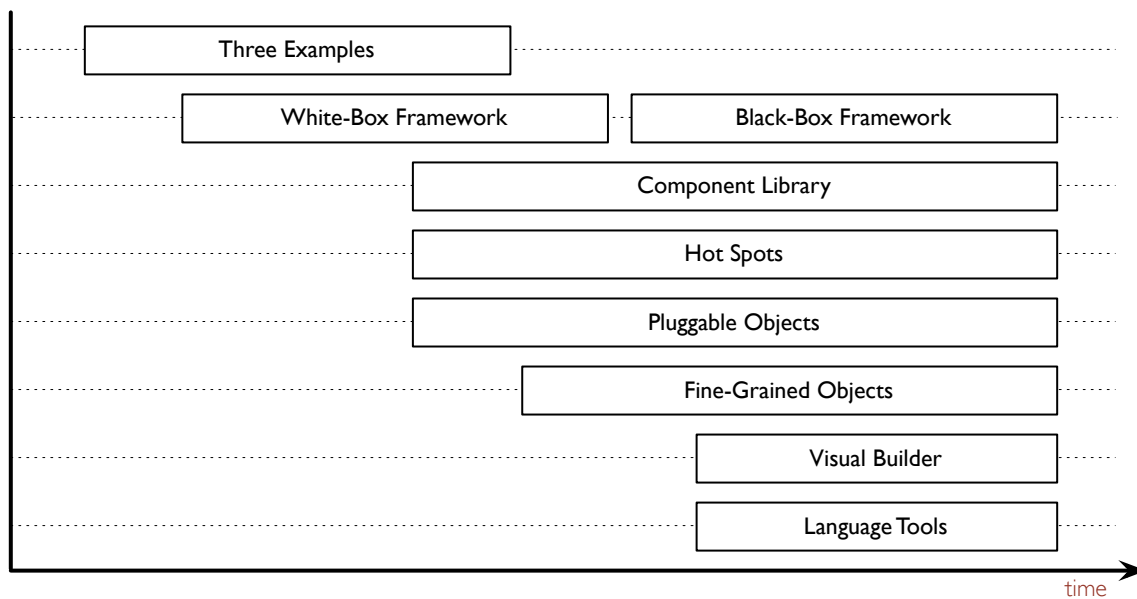 Three Examples
White-Box Framework
Black-Box Framework
Component Library
Hot Spots
Pluggable Objects
Fine-Grained Objects
Visual Builder
Language Tools
time